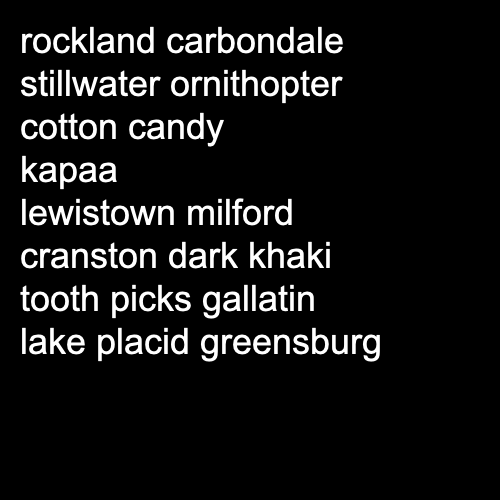 rockland carbondale
stillwater ornithopter
cotton candy
kapaa
lewistown milford
cranston dark khaki
tooth picks gallatin
lake placid greensburg